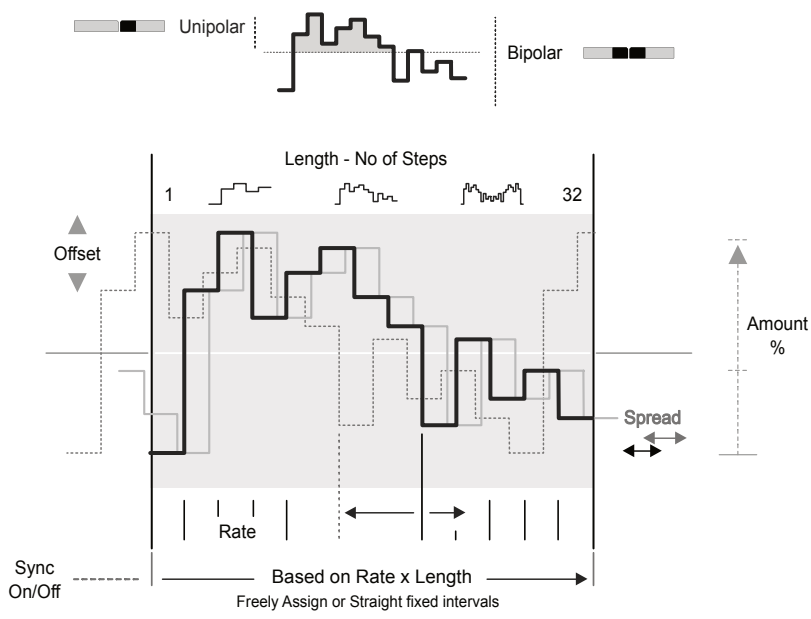 Unipolar
Bipolar
Length - No of Steps
1
32
Offset
Amount
%
Spread
Rate
Sync
On/Off
Based on Rate x Length
Freely Assign or Straight fixed intervals